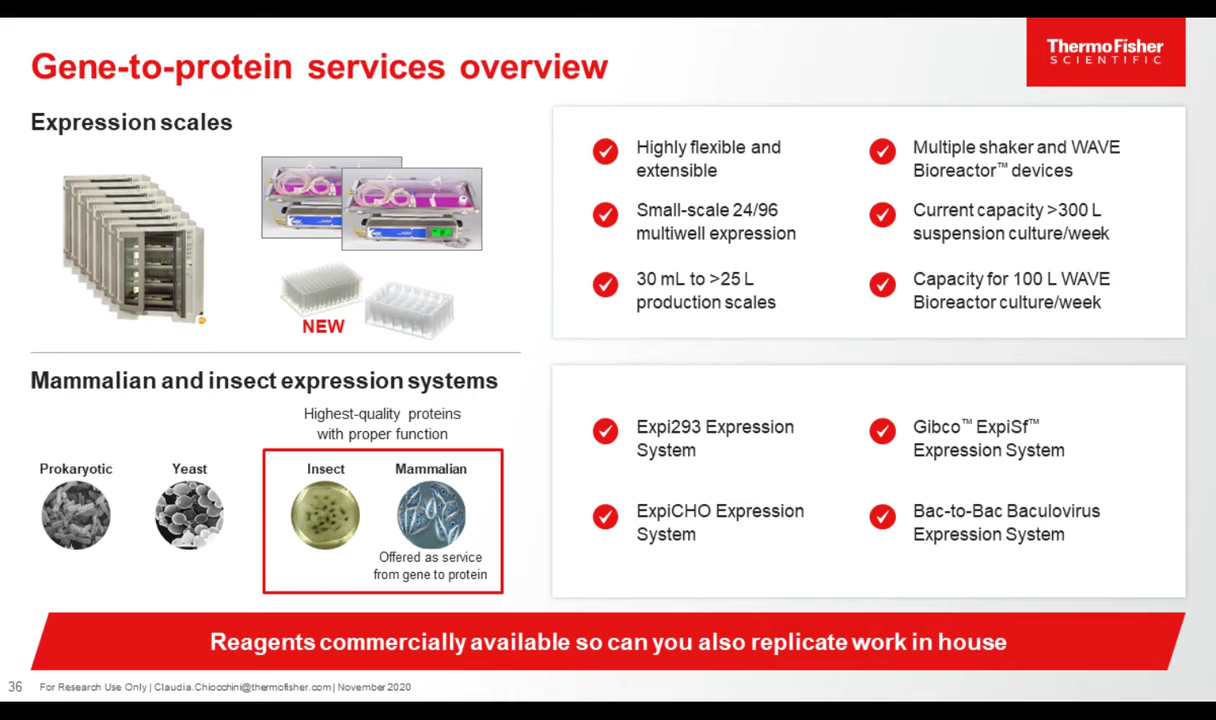 Gene-to-protein services overview
ThermoFisher
SCIENTIFIC
Expression scales
NEW
Highly flexible and
extensible
Small-scale 24/96
multiwell expression
30 mL to >25 L
production scales
Multiple shaker and WAVE
Bioreactor™ devices
Current capacity >300 L
suspension culture/week
Capacity for 100 L WAVE
Bioreactor culture/week
Mammalian and insect expression systems
Highest-quality proteins
with proper function
Prokaryotic
Yeast
Insect
Mammalian
Offered as service
from gene to protein
Expi293 Expression
System
ExpiCHO Expression
System
Gibco™ ExpiSf™
Expression System
Bac-to-Bac Baculovirus
Expression System
Reagents commercially available so can you also replicate work in house
36 For Research Use Only | Claudia.Chiocchini@thermofisher.com | November 2020